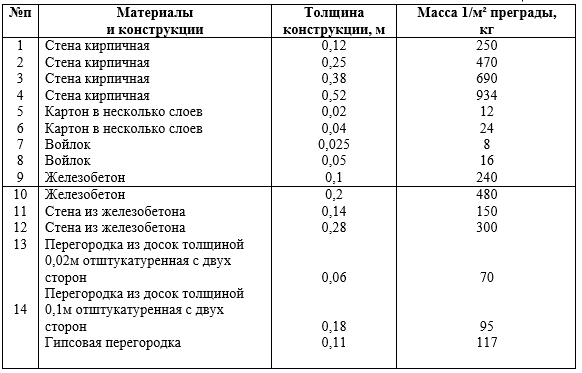 №п Материалы и конструкции Толщина конструкции, м Масса 1/м² преграды, кг
1 Стена кирпичная 0,12 250
2 Стена кирпичная 0,25 470
3 Стена кирпичная 0,38 690
4 Стена кирпичная 0,52 934
5 Картон в несколько слоев 0,02 12
6 Картон в несколько слоев 0,04 24
7 Войлок 0,025 8
8 Войлок 0,05 16
9 Железобетон 0,1 240
10 Железобетон 0,2 480
11 Стена из железобетона 0,14 150
12 Стена из железобетона 0,28 300
13 Перегородка из досок толщиной
0,02м отштукатуренная с двух
сторон 0,06 70
Перегородка из досок толщиной
14 0,1м отштукатуренная с двух
сторон 0,18 95
Гипсовая перегородка 0,11 117